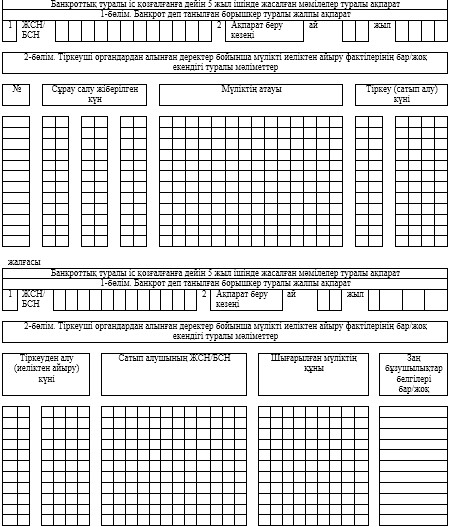 Банкроттық туралы іс қозғалғанға дейін 5 жыл ішінде жасалған мәмілелер туралы ақпарат
1-бөлім. Банкрот деп танылған борышкер туралы жалпы ақпарат
1 ЖСН/ 2 Ақпарат беру ай жыл
БСН кезеңі
2-бөлім. Тіркеуші органдардан алынған деректер бойынша мүлікті иеліктен айыру фактілерінің бар/жоқ
екендігі туралы мәліметтер
№ Сұрау салу жіберілген Мүліктің атауы Тіркеу (сатып алу)
күн күні
жалғасы
Банкроттық туралы іс қозғалғанға дейін 5 жыл ішінде жасалған мәмілелер туралы ақпарат
1-бөлім. Банкрот деп танылған борышкер туралы жалпы ақпарат
1 ЖСН/ 2 Ақпарат беру ай жыл
БСН кезеңі
2-бөлім. Тіркеуші органдардан алынған деректер бойынша мүлікті иеліктен айыру фактілерінің бар/жоқ
екендігі туралы мәліметтер
Тіркеуден алу Сатып алушының ЖСН/БСН Шығарылған мүліктің Заң
(иеліктен айыру) құны бұзушылықтар
күні белгілері
бар/жоқ